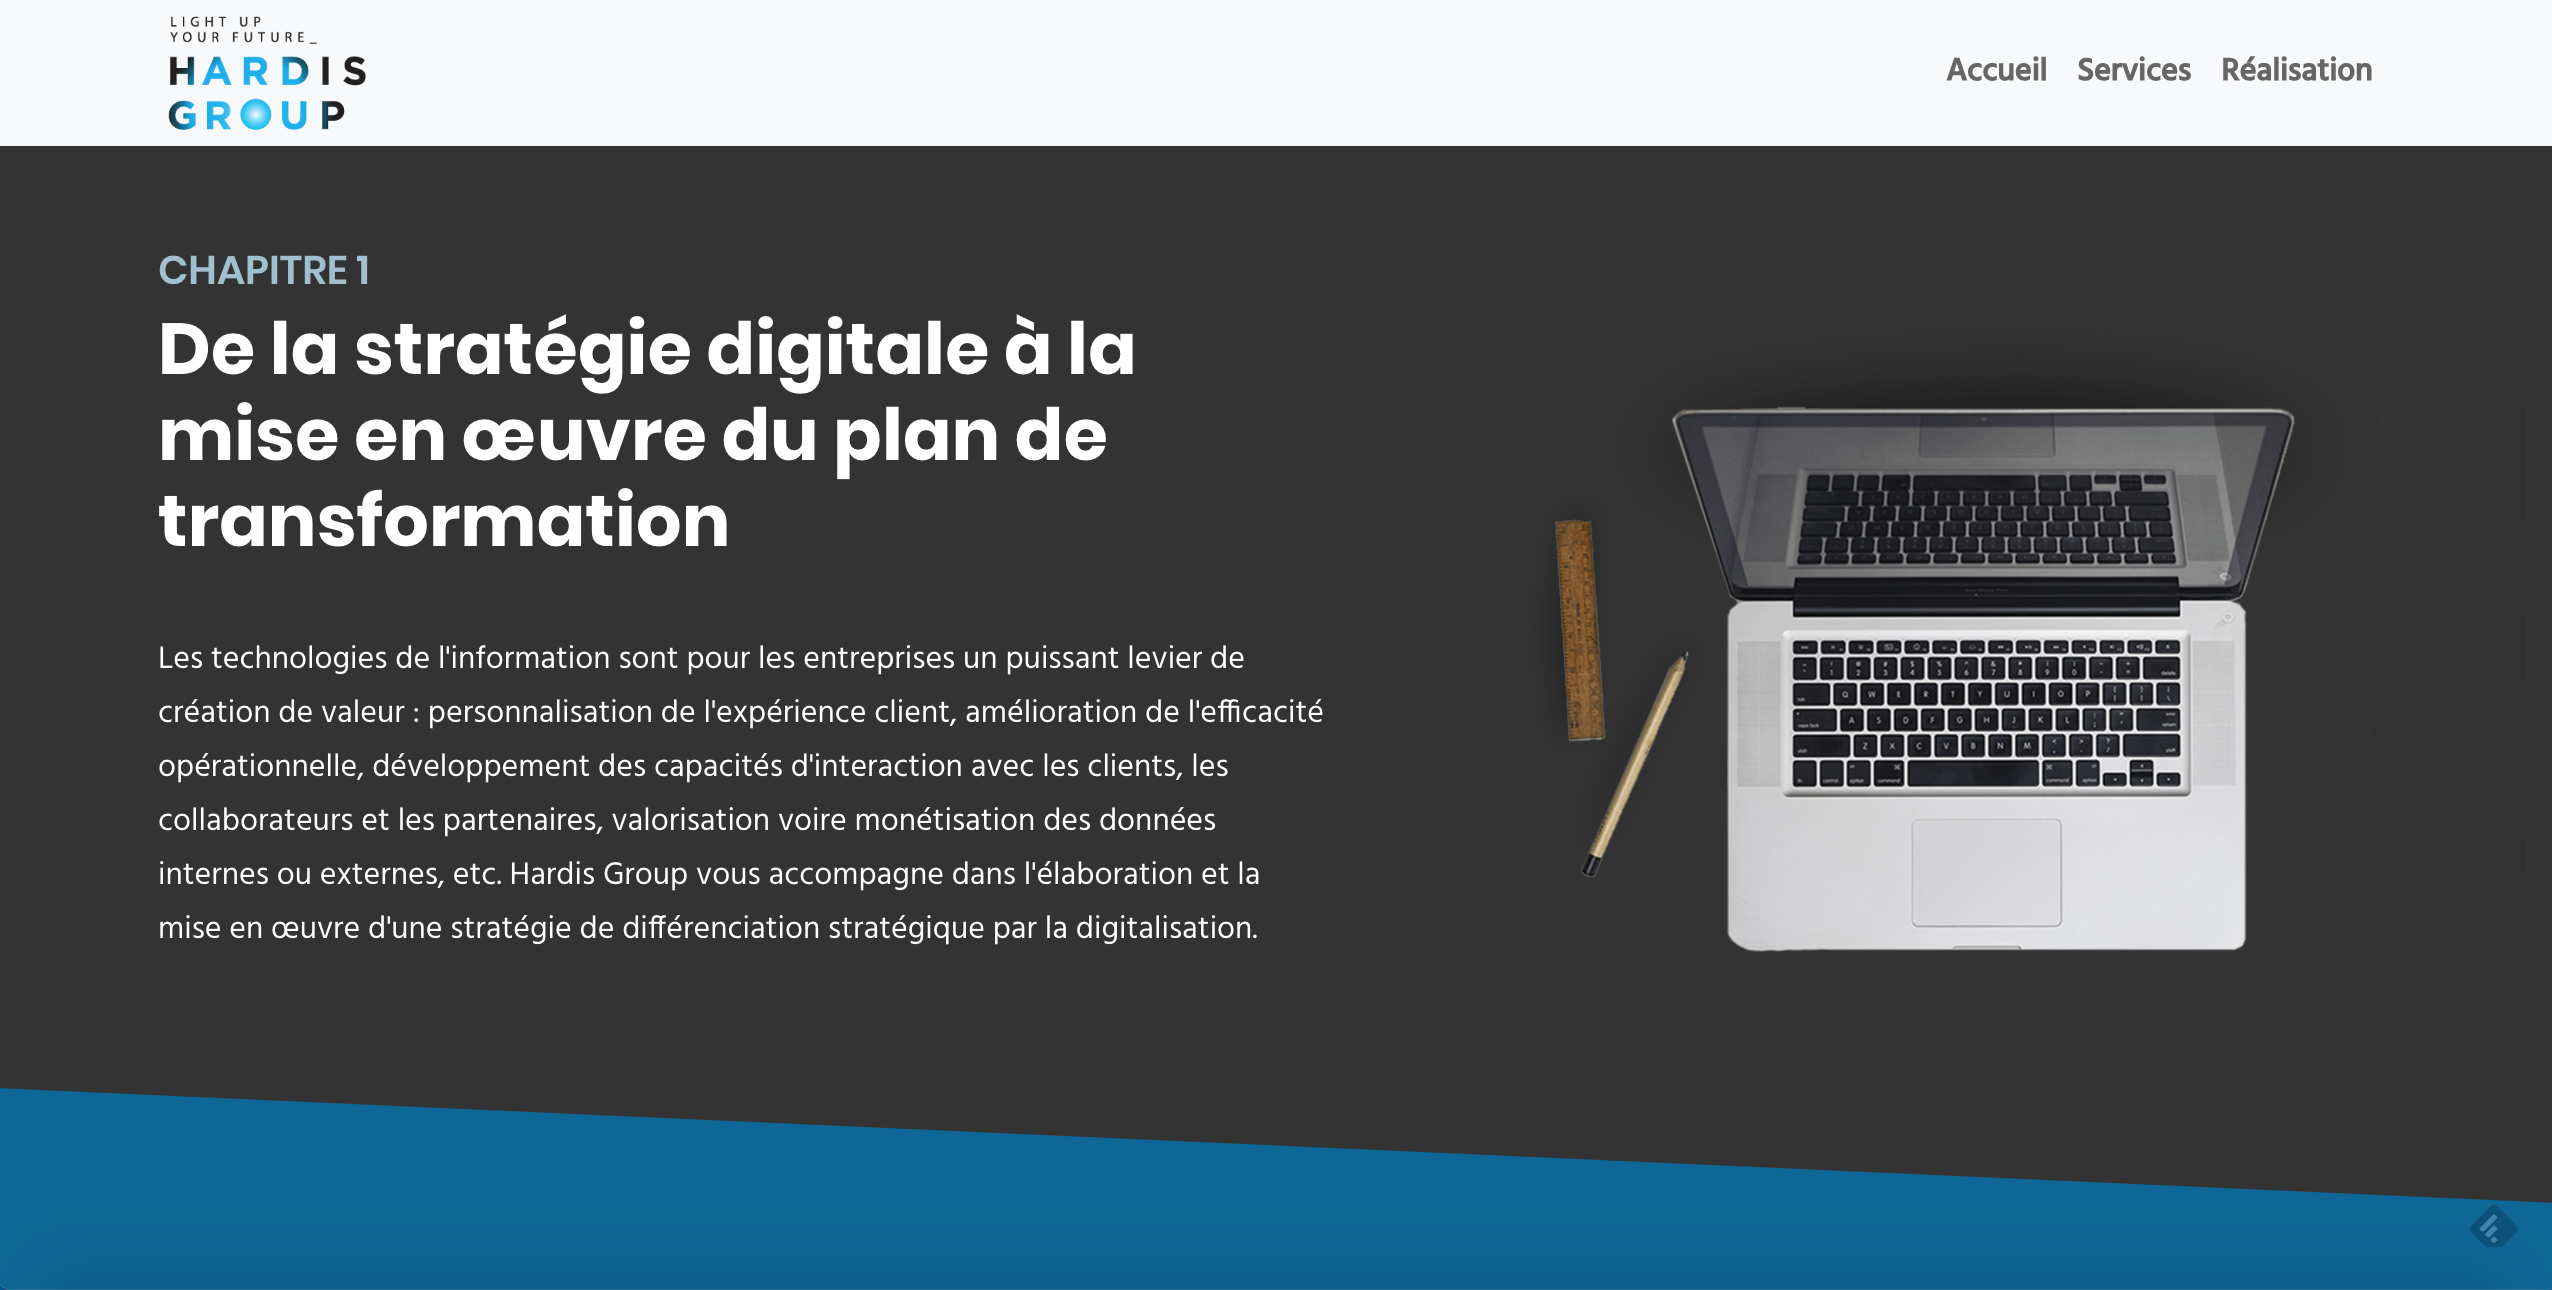 LIGHT UP
YOUR FUTURE_
HARDIS
GROUP
Accueil Services Réalisation
CHAPITRE 1
De la stratégie digitale à la
mise en œuvre du plan de
transformation
Les technologies de l'information sont pour les entreprises un puissant levier de
création de valeur : personnalisation de l'expérience client, amélioration de l'efficacité
opérationnelle, développement des capacités d'interaction avec les clients, les
collaborateurs et les partenaires, valorisation voire monétisation des données
internes ou externes, etc. Hardis Group vous accompagne dans l'élaboration et la
mise en œuvre d'une stratégie de différenciation stratégique par la digitalisation.